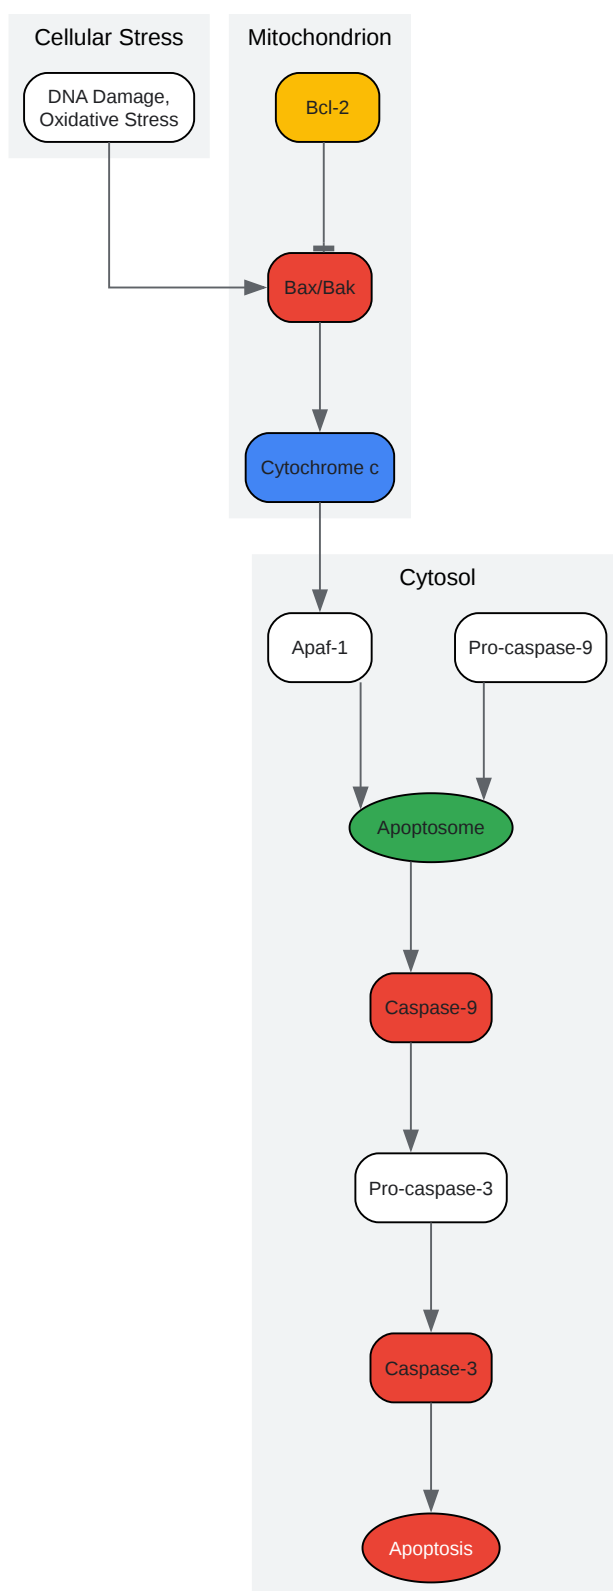 Cellular Stress
Mitochondrion
DNA Damage,
Oxidative Stress
Bcl-2
Bax/Bak
Cytochrome c
Cytosol
Apaf-1
Pro-caspase-9
Apoptosome
Caspase-9
Pro-caspase-3
Caspase-3
Apoptosis